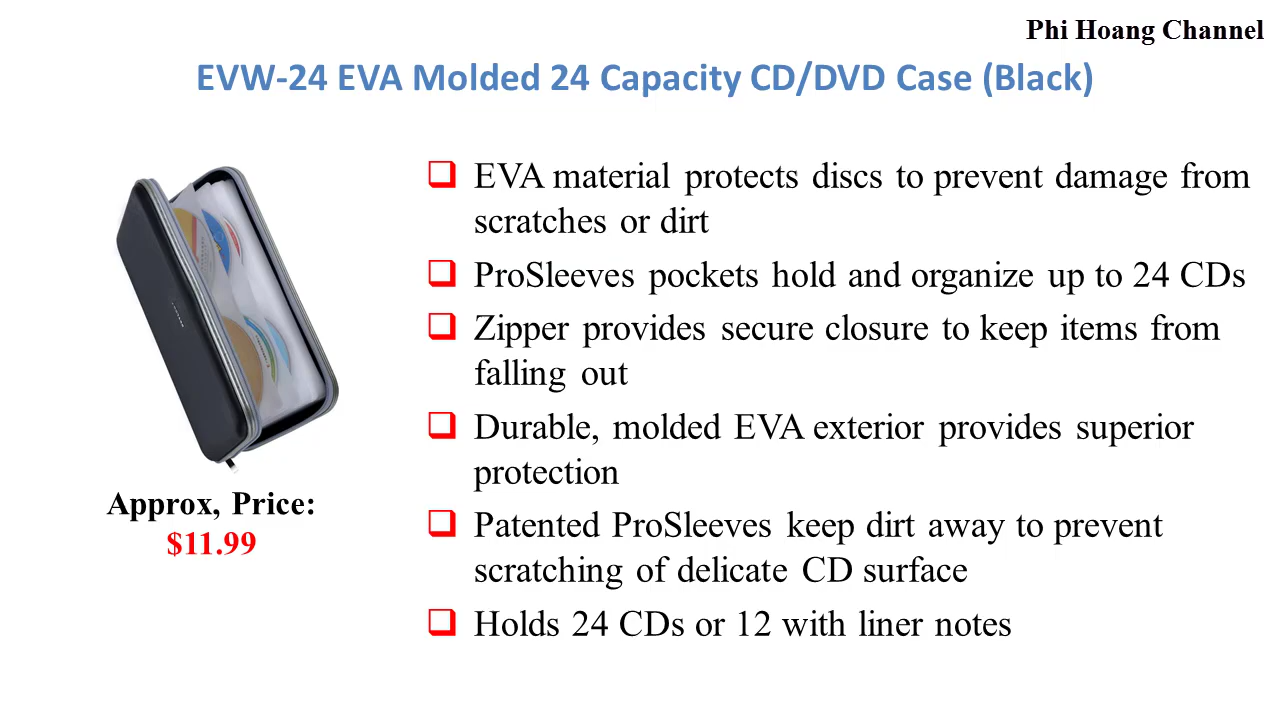 Phi Hoang Channel
EVW-24 EVA Molded 24 Capacity CD/DVD Case (Black)
EVA material protects discs to prevent damage from
scratches or dirt
ProSleeves pockets hold and organize up to 24 CDs
Zipper provides secure closure to keep items from
falling out
Durable, molded EVA exterior provides superior
protection
Patented ProSleeves keep dirt away to prevent
scratching of delicate CD surface
Holds 24 CDs or 12 with liner notes
Approx, Price:
$11.99